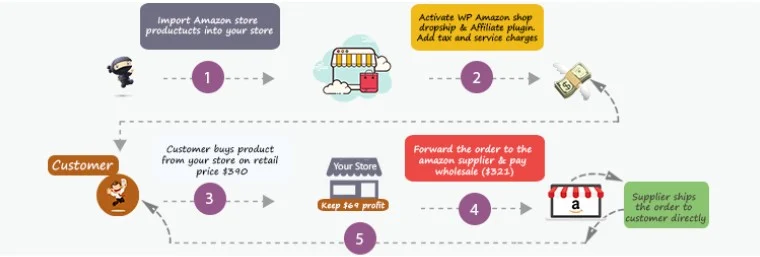 Import Amazon store
productucts into your store
Activate WP Amazon shop
dropship & Affiliate plugin.
Add tax and service charges
1
2
Customer
Customer buys product
from your store on retail
price $390
3
Your Store
Keep $69 profit
Forward the order to the
amazon supplier & pay
wholesale ($321)
4
a
Supplier ships
the order to
customer directly
5